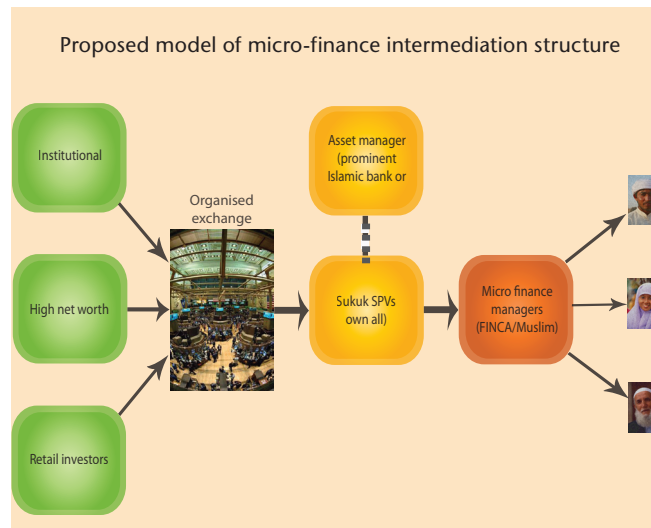 Proposed model of micro-finance intermediation structure
Institutional
High net worth
Retail investors
Organised
exchange
Asset manager
(prominent
Islamic bank or
Sukuk SPVs
own all)
Micro finance
managers
(FINCA/Muslim)